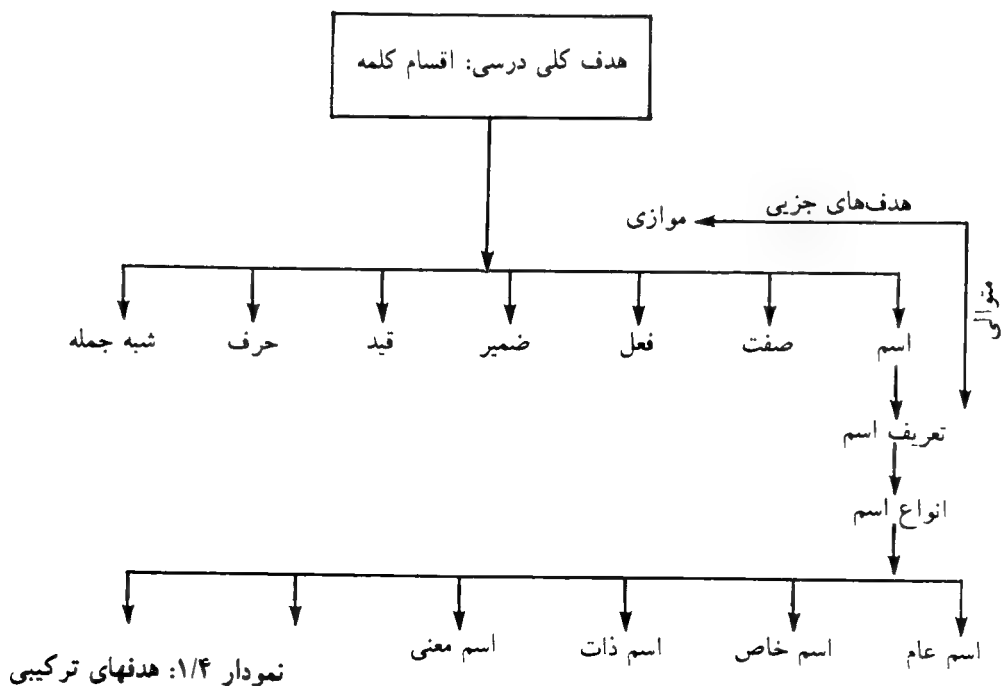 هدف کلی درسی: اقسام کلمه
هدف‌های جزیی
موازی
متوالی
اسم
صفت
فعل
ضمیر
قید
حرف
شبه جمله
تعریف اسم
انواع اسم
اسم عام
اسم خاص
اسم ذات
اسم معنی
نمودار ۱/۴: هدفهای ترکیبی